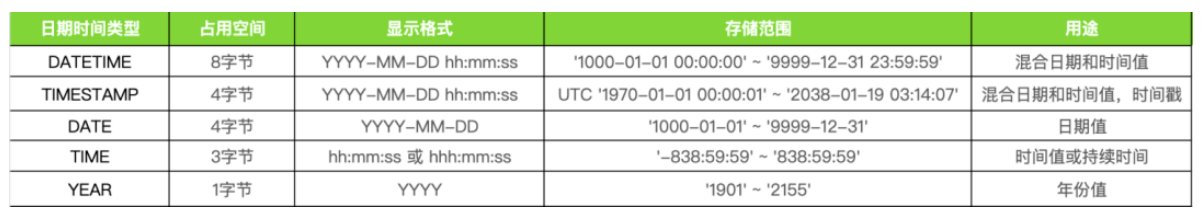 日期时间类型 占用空间 显示格式 存储范围 用途
DATETIME 8字节 YYYY-MM-DD hh:mm:ss '1000-01-01 00:00:00' ~ '9999-12-31 23:59:59' 混合日期和时间值
TIMESTAMP 4字节 YYYY-MM-DD hh:mm:ss UTC '1970-01-01 00:00:01' ~ '2038-01-19 03:14:07' 混合日期和时间值，时间戳
DATE 4字节 YYYY-MM-DD '1000-01-01' ~ '9999-12-31' 日期值
TIME 3字节 hh:mm:ss 或 hhh:mm:ss '-838:59:59' ~ '838:59:59' 时间值或持续时间
YEAR 1字节 YYYY '1901' ~ '2155' 年份值